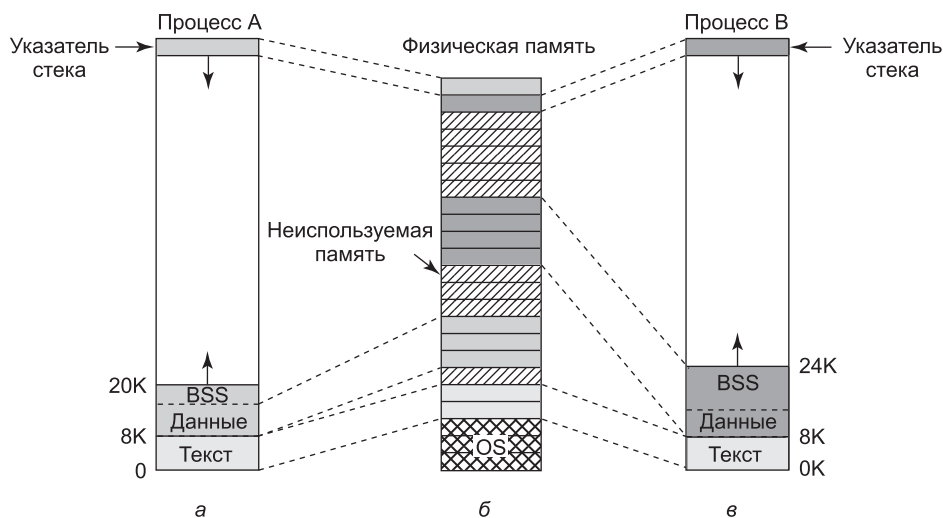 Процесс A
Указатель
стека
Физическая память
Процесс B
Указатель
стека
Неиспользуемая
память
20K
BSS
Данные
8K
Текст
0
OS
24K
BSS
Данные
8K
Текст
0K
а
б
в